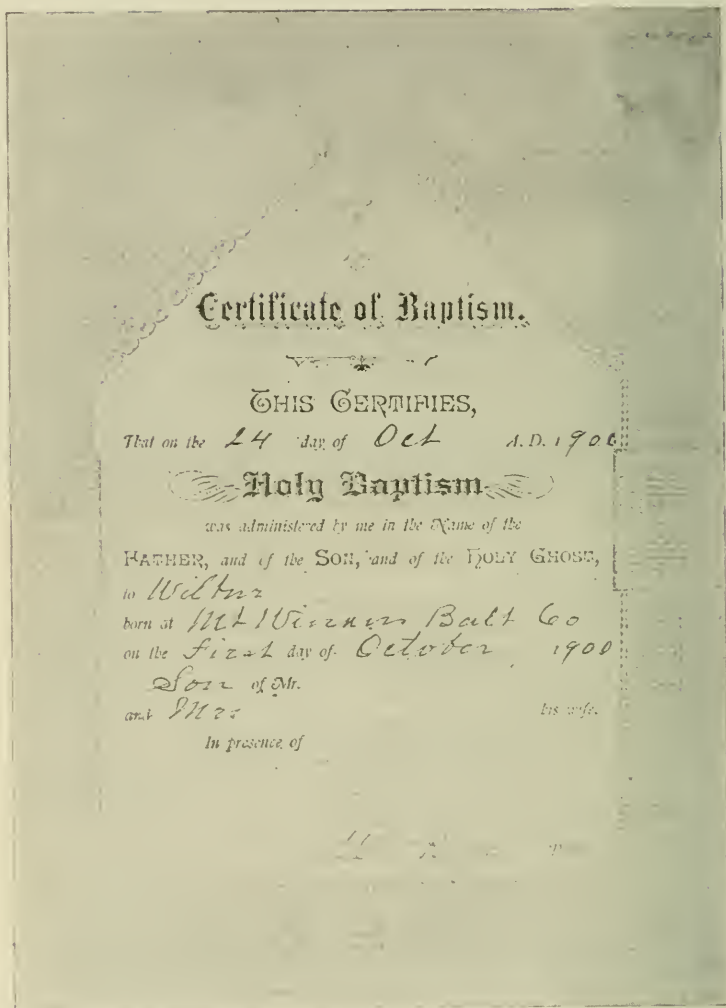 Certificate of Baptism.
THIS CERTIFIES,
That on the 24 day of Oct A.D. 1900
Holy Baptism
was administered by me in the Name of the
FATHER, and of the SON, and of the HOLY GHOST,
to Wilbur
born at Mt Winans Balt Co
on the First day of October 1900
Son of Mr.
and Mrs his wife.
In presence of